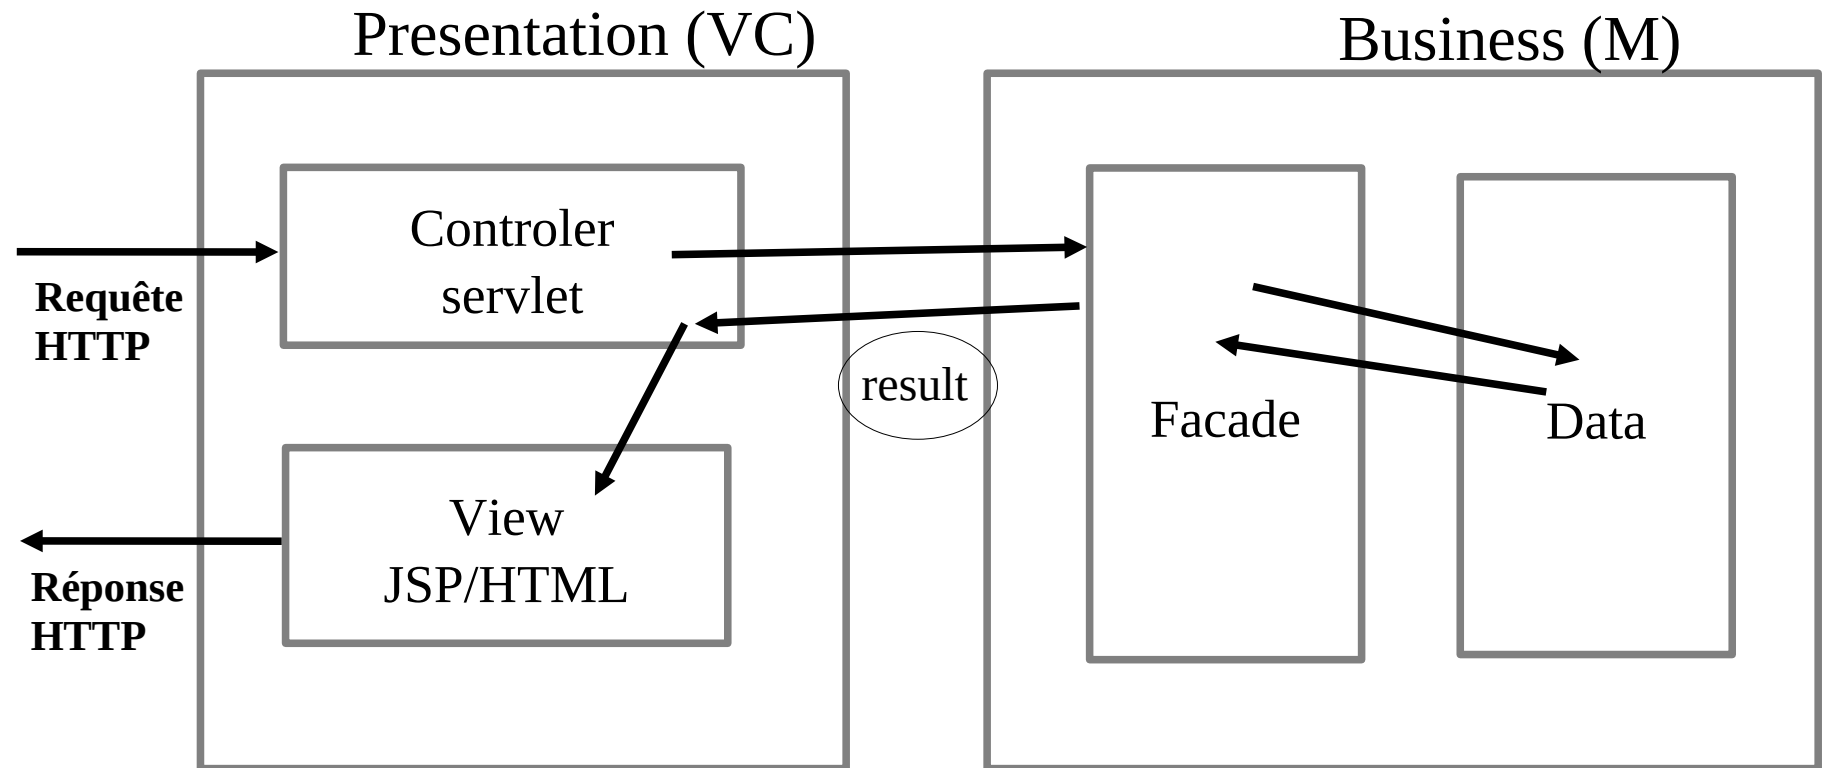 Presentation (VC)
Business (M)
Controler
servlet
Requête
HTTP
result
Facade
Data
View
JSP/HTML
Réponse
HTTP